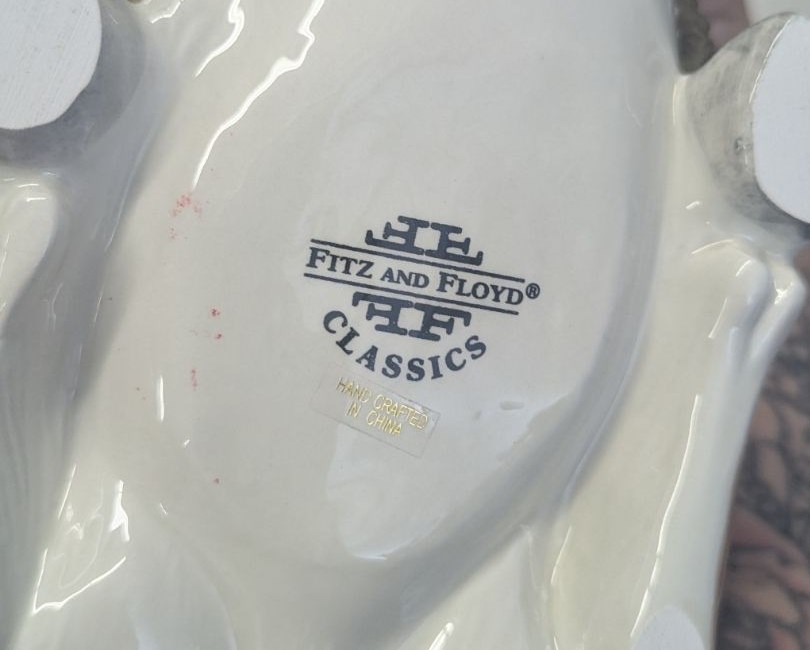 FITZ AND FLOYD®
CLASSICS
HAND CRAFTED
IN CHINA